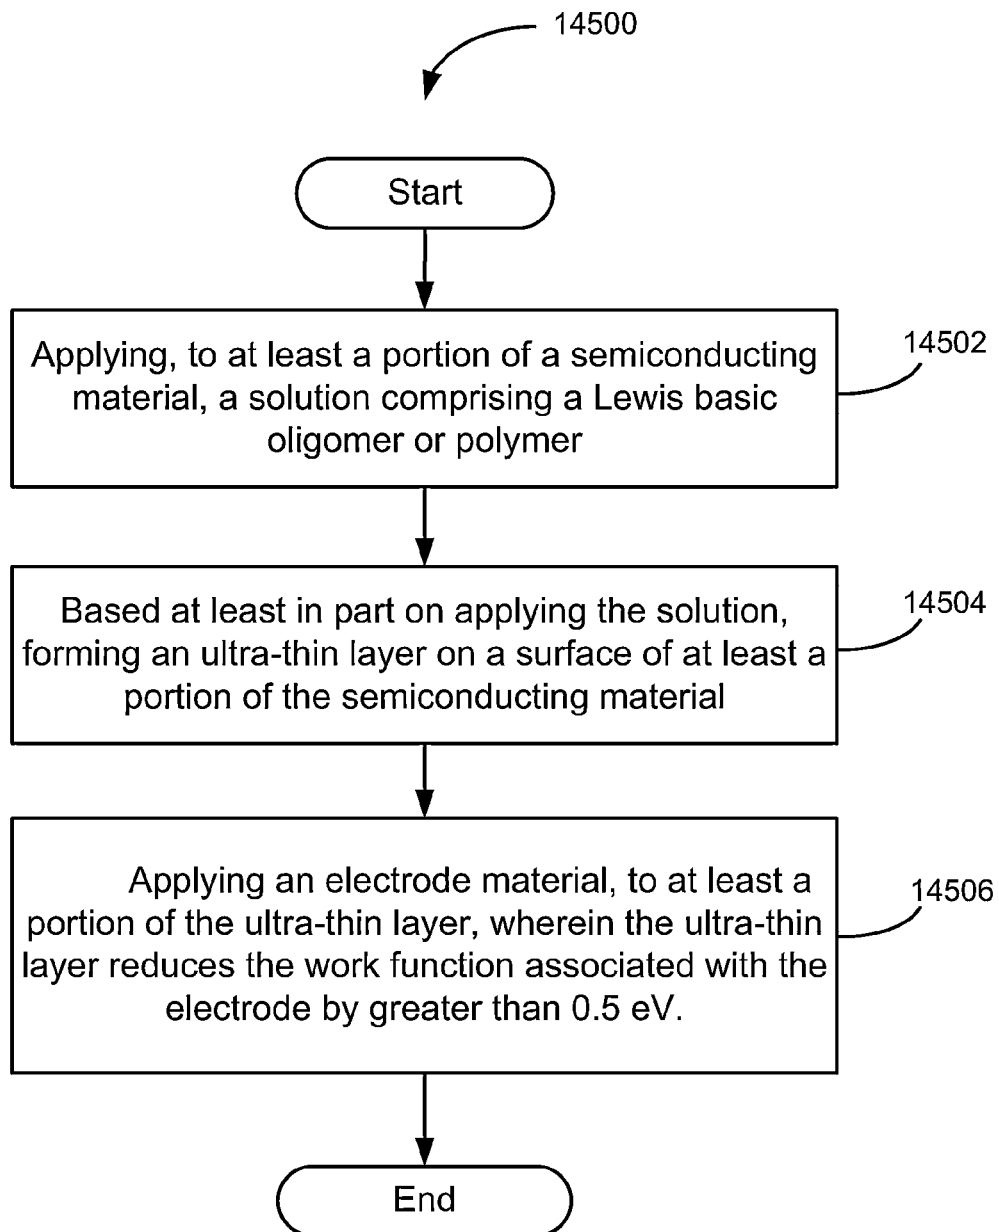 14500
Start
14502
Applying, to at least a portion of a semiconducting
material, a solution comprising a Lewis basic
oligomer or polymer
14504
Based at least in part on applying the solution,
forming an ultra-thin layer on a surface of at least a
portion of the semiconducting material
14506
Applying an electrode material, to at least a
portion of the ultra-thin layer, wherein the ultra-thin
layer reduces the work function associated with the
electrode by greater than 0.5 eV.
End